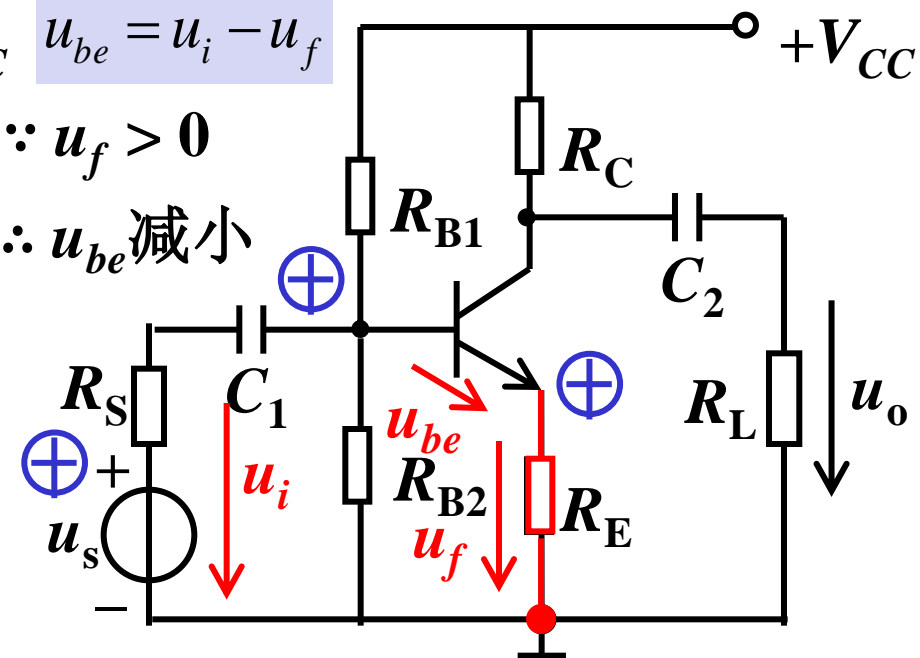 C
u_be = u_i − u_f
+V_CC
∵ u_f > 0
R_C
R_B1
∴ u_be减小
⊕
C_2
R_S
C_1
⊕
u_be
R_L
u_o
⊕
+
u_i
R_B2
u_s
u_f
R_E
—